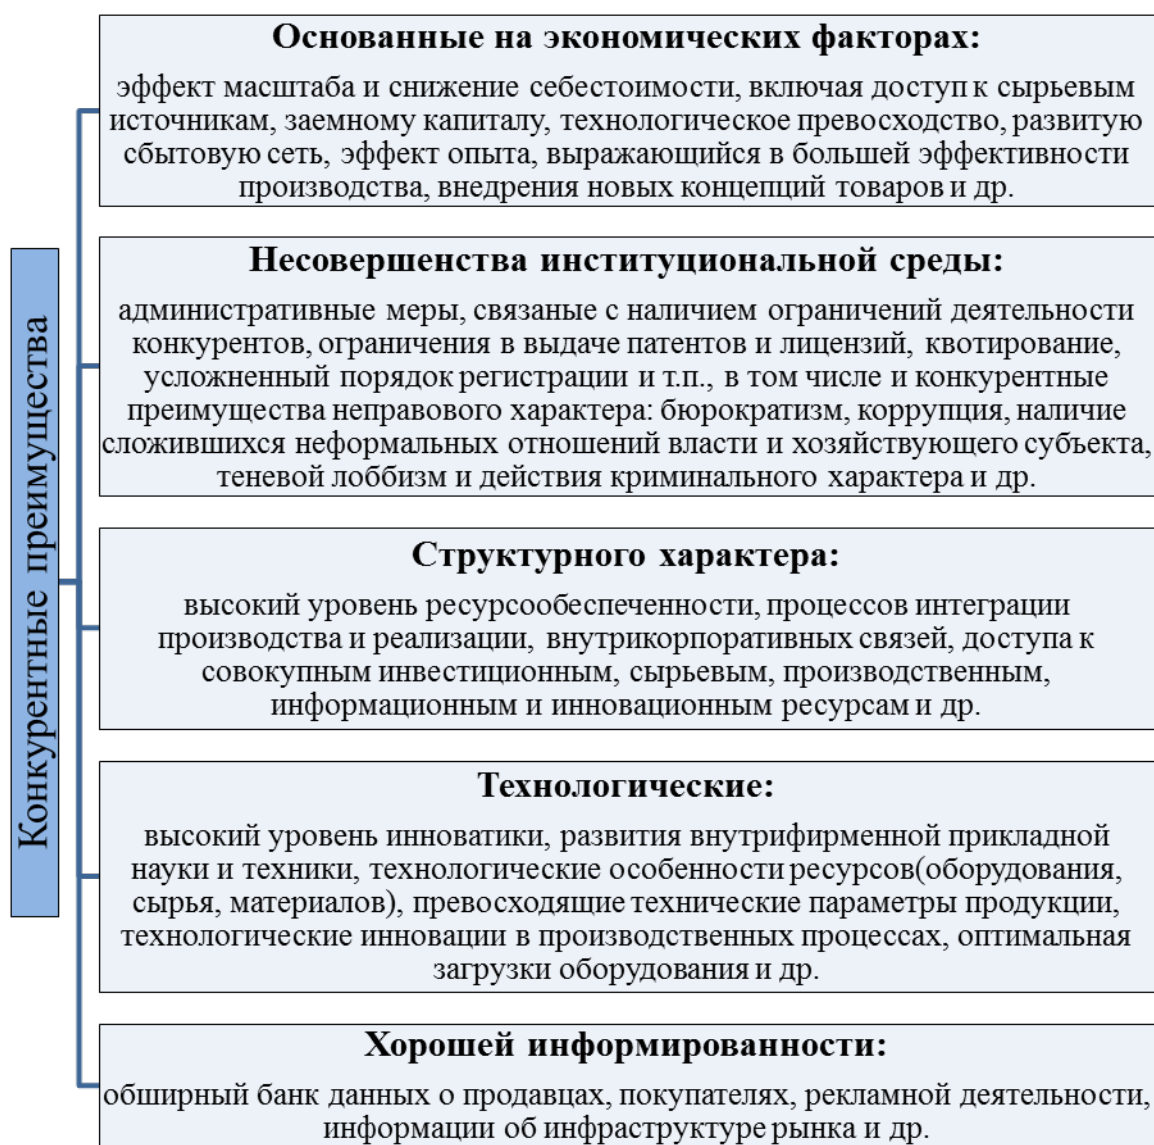 Конкурентные преимущества
Основанные на экономических факторах:
эффект масштаба и снижение себестоимости, включая доступ к сырьевым
источникам, заемному капиталу, технологическое превосходство, развитую
сбытовую сеть, эффект опыта, выражающийся в большей эффективности
производства, внедрения новых концепций товаров и др.
Несовершенства институциональной среды:
административные меры, связаные с наличием ограничений деятельности
конкурентов, ограничения в выдаче патентов и лицензий, квотирование,
усложненный порядок регистрации и т.п., в том числе и конкурентные
преимущества неправового характера: бюрократизм, коррупция, наличие
сложившихся неформальных отношений власти и хозяйствующего субъекта,
теневой лоббизм и действия криминального характера и др.
Структурного характера:
высокий уровень ресурсообеспеченности, процессов интеграции
производства и реализации, внутрикорпоративных связей, доступа к
совокупным инвестиционным, сырьевым, производственным,
информационным и инновационным ресурсам и др.
Технологические:
высокий уровень инноватики, развития внутрифирменной прикладной
науки и техники, технологические особенности ресурсов(оборудования,
сырья, материалов), превосходящие технические параметры продукции,
технологические инновации в производственных процессах, оптимальная
загрузки оборудования и др.
Хорошей информированности:
обширный банк данных о продавцах, покупателях, рекламной деятельности,
информации об инфраструктуре рынка и др.